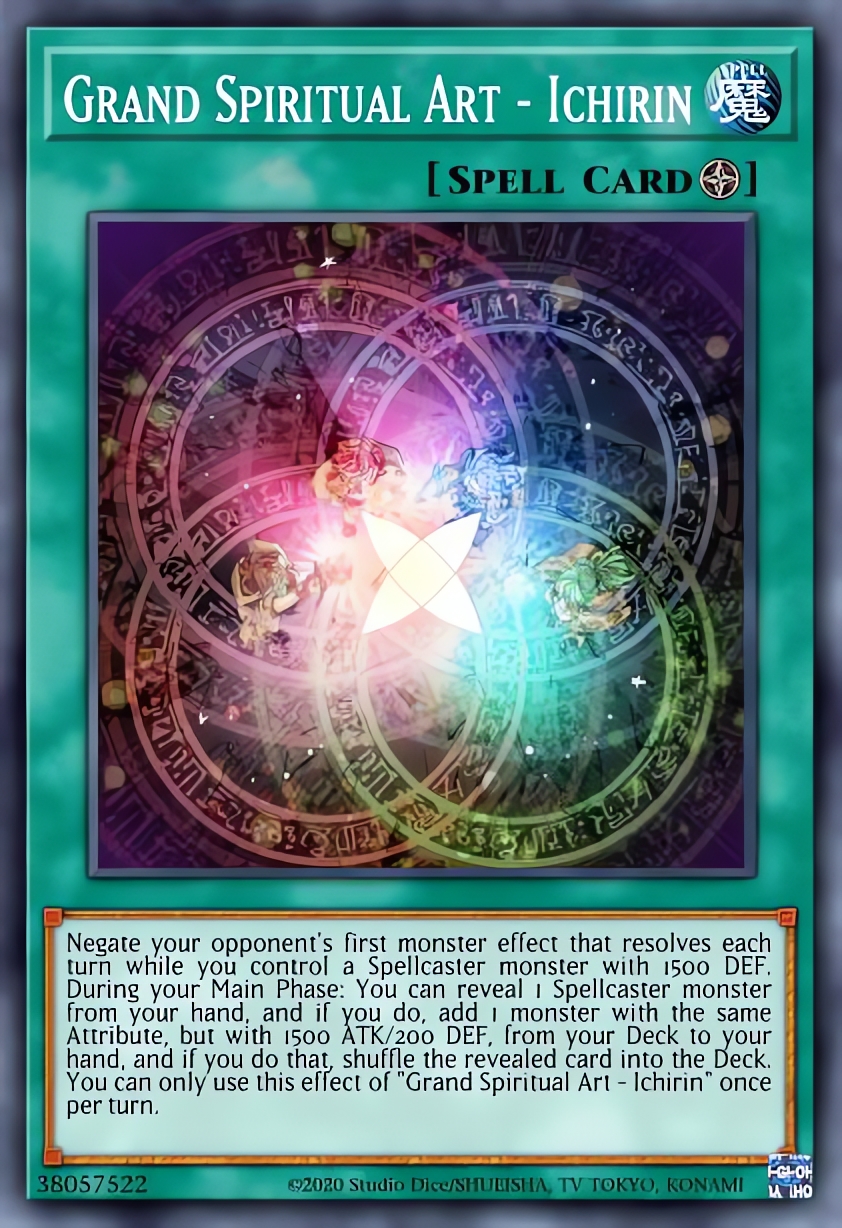 GRAND SPIRITUAL ART - ICHIRIN 魔
[SPELL CARD]
Negate your opponent's first monster effect that resolves each
turn while you control a Spellcaster monster with 1500 DEF.
During your Main Phase: You can reveal 1 Spellcaster monster
from your hand, and if you do, add 1 monster with the same
Attribute, but with 1500 ATK/200 DEF, from your Deck to your
hand, and if you do that, shuffle the revealed card into the Deck.
You can only use this effect of "Grand Spiritual Art - Ichirin" once
per turn.
38057522
©2020 Studio Dice/SHUEISHA, TV TOKYO, KONAMI